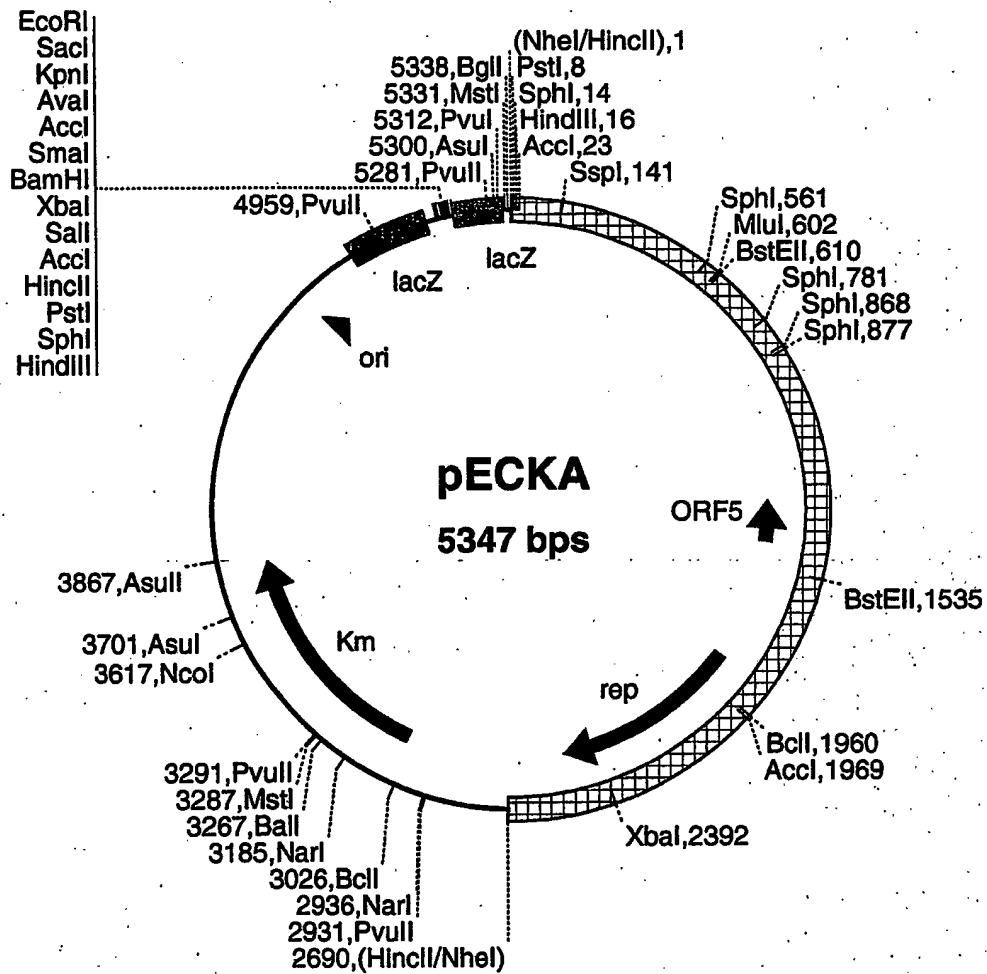 EcoRI
SacI
KpnI
AvaI
AccI
SmaI
BamHI
XbaI
SalI
AccI
HincII
PstI
SphI
HindIII
(NheI/HincII),1
5338,BglI
PstI,8
5331,MstI
SphI,14
5312,PvuI
HindIII,16
5300,AsuI
AccI,23
5281,PvuII
SspI,141
4959,PvuII
lacZ
lacZ
SphI,561
MluI,602
BstEII,610
SphI,781
SphI,868
SphI,877
ori
pECKA
5347 bps
ORF5
BstEII,1535
3867,AsuII
3701,AsuI
3617,NcoI
Km
rep
BclI,1960
AccI,1969
XbaI,2392
3291,PvuII
3287,MstI
3267,BalI
3185,NarI
3026,BclI
2936,NarI
2931,PvuII
2690,(HincII/NheI)